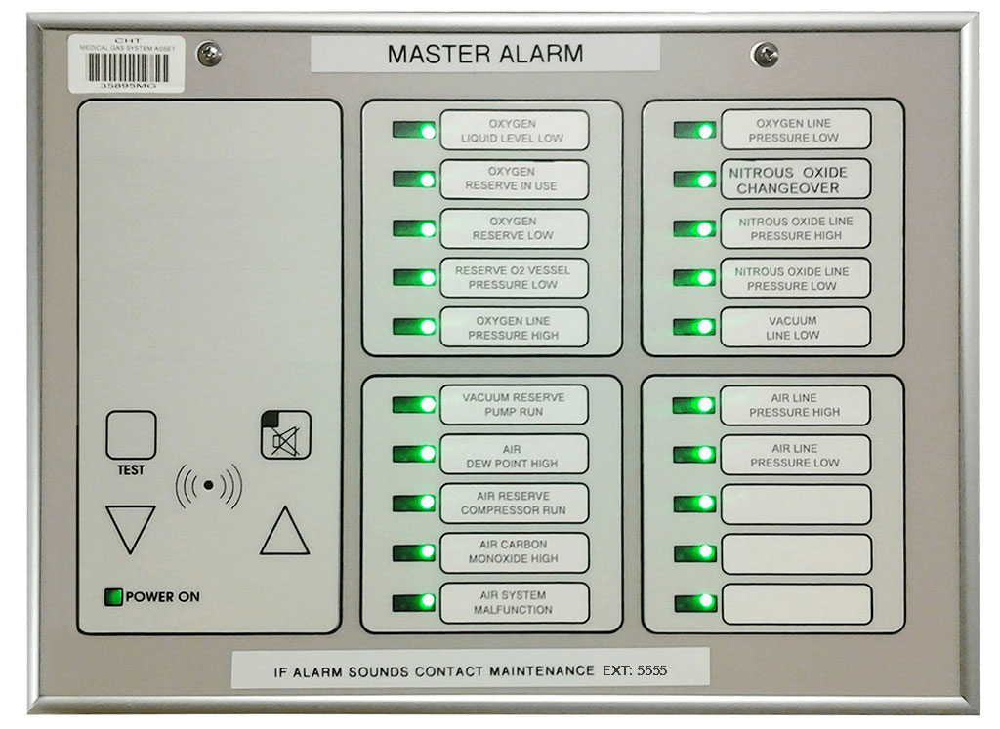 CHT
MEDICAL GAS SYSTEM ASSET
35895MG
MASTER ALARM
TEST
POWER ON
OXYGEN
LIQUID LEVEL LOW
OXYGEN
RESERVE IN USE
OXYGEN
RESERVE LOW
RESERVE O2 VESSEL
PRESSURE LOW
OXYGEN LINE
PRESSURE HIGH
OXYGEN LINE
PRESSURE LOW
NITROUS OXIDE
CHANGEOVER
NITROUS OXIDE LINE
PRESSURE HIGH
NITROUS OXIDE LINE
PRESSURE LOW
VACUUM
LINE LOW
VACUUM RESERVE
PUMP RUN
AIR
DEW POINT HIGH
AIR RESERVE
COMPRESSOR RUN
AIR CARBON
MONOXIDE HIGH
AIR SYSTEM
MALFUNCTION
AIR LINE
PRESSURE HIGH
AIR LINE
PRESSURE LOW
IF ALARM SOUNDS CONTACT MAINTENANCE EXT: 5555